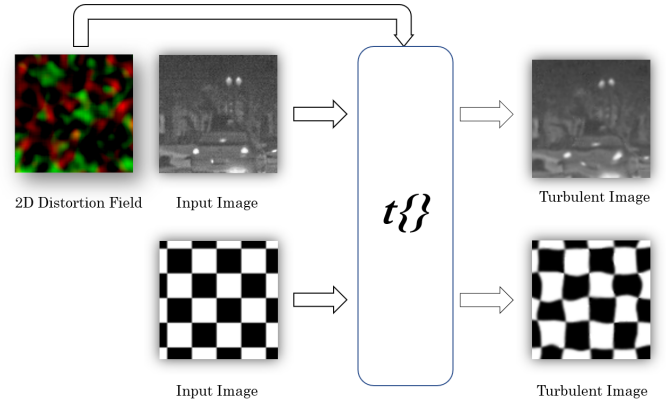 2D Distortion Field
Input Image
t{}
Turbulent Image
Input Image
Turbulent Image